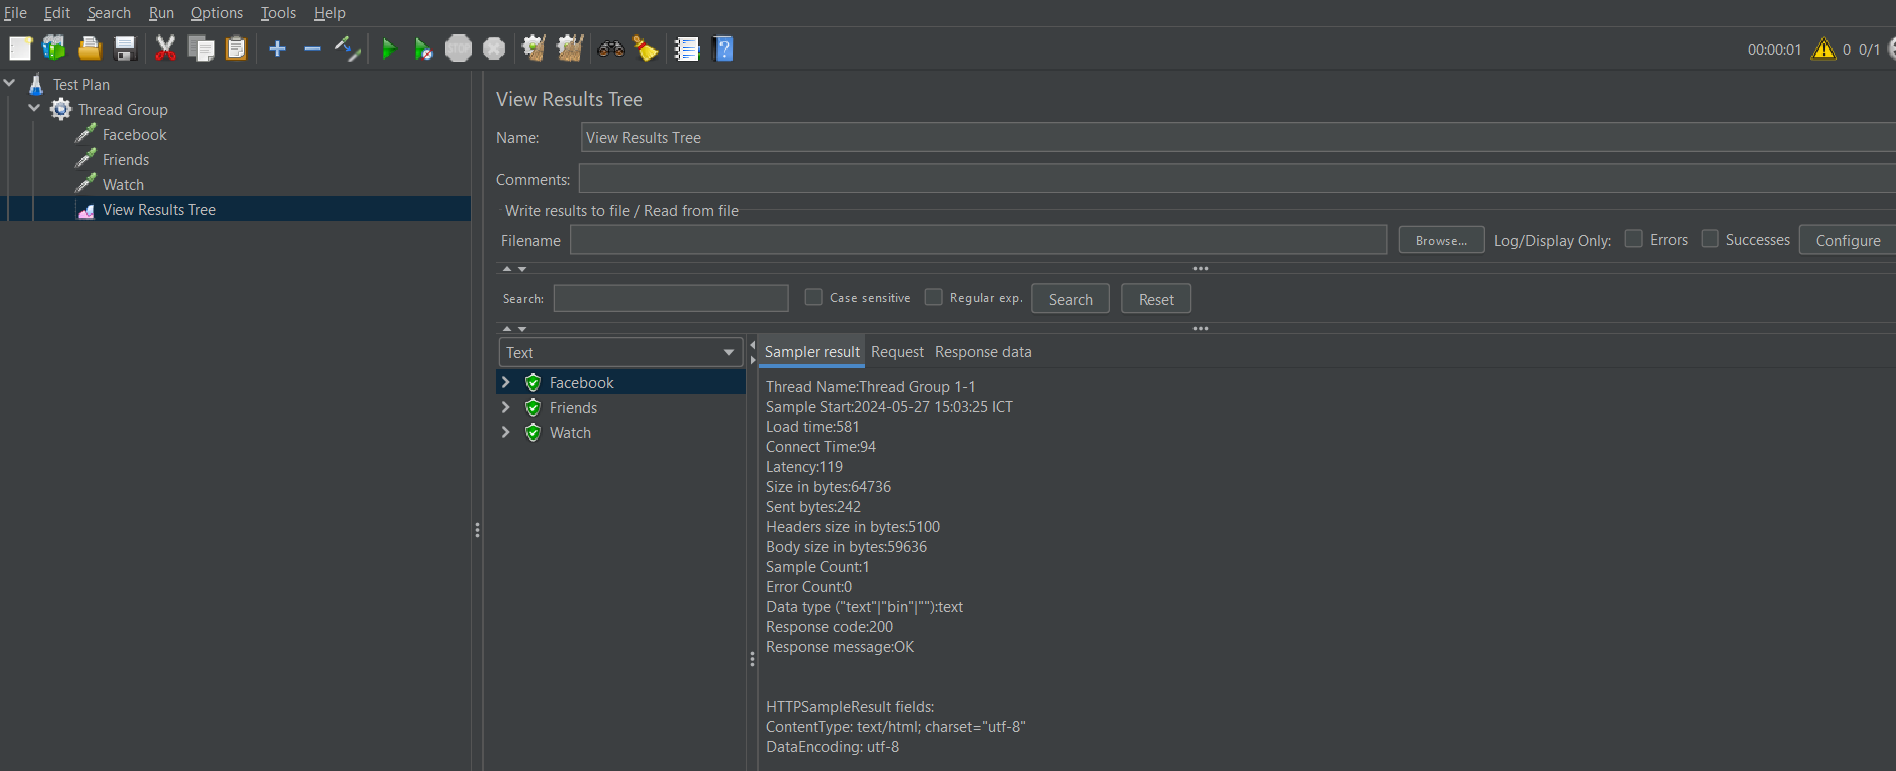 File Edit Search Run Options Tools Help
STOP
00:00:01 0 0/1
Test Plan
Thread Group
Facebook
Friends
Watch
View Results Tree
View Results Tree
Name: View Results Tree
Comments:
Write results to file / Read from file
Filename Browse... Log/Display Only: Errors Successes Configure
Search: Case sensitive Regular exp. Search Reset
Text
Facebook
Friends
Watch
Sampler result Request Response data
Thread Name:Thread Group 1-1
Sample Start:2024-05-27 15:03:25 ICT
Load time:581
Connect Time:94
Latency:119
Size in bytes:64736
Sent bytes:242
Headers size in bytes:5100
Body size in bytes:59636
Sample Count:1
Error Count:0
Data type ("text"|"bin"|""):text
Response code:200
Response message:OK
HTTPSampleResult fields:
ContentType: text/html; charset="utf-8"
DataEncoding: utf-8